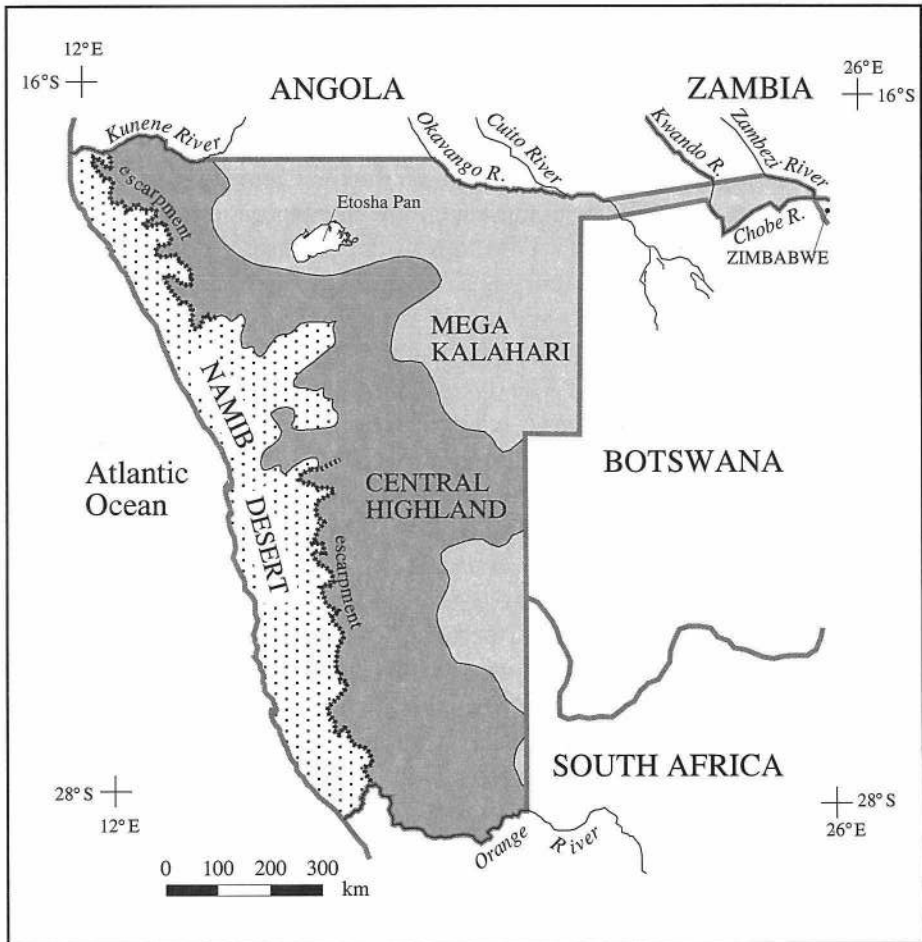 12°E
16°S
ANGOLA
ZAMBIA
26°E
16°S
Kunene River
Okavango R.
Cuito River
Kwando R.
Zambezi River
escarpment
Etosha Pan
Chobe R.
ZIMBABWE
MEGA
KALAHARI
NAMIB
DESERT
Atlantic
Ocean
CENTRAL
HIGHLAND
BOTSWANA
escarpment
SOUTH AFRICA
28°S
12°E
28°S
26°E
Orange River
0 100 200 300
km